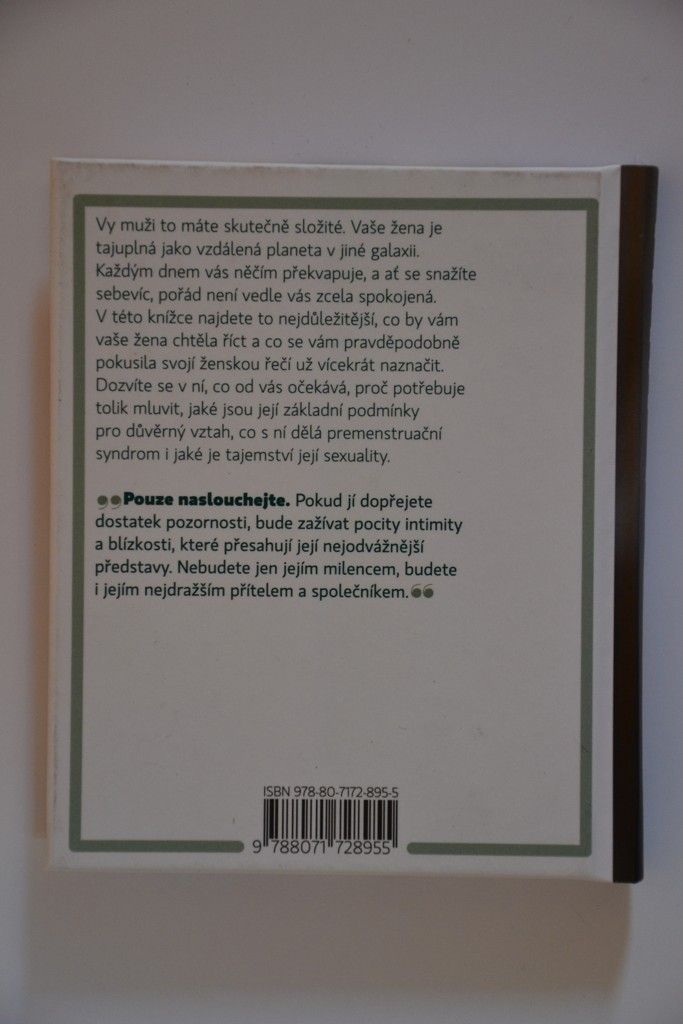 Vy muži to máte skutečně složité. Vaše žena je
tajuplná jako vzdálená planeta v jiné galaxii.
Každým dnem vás něčím překvapuje, a ať se snažíte
sebevíc, pořád není vedle vás zcela spokojená.
V této knížce najdete to nejdůležitější, co by vám
vaše žena chtěla říct a co se vám pravděpodobně
pokusila svojí ženskou řečí už vícekrát naznačit.
Dozvíte se v ní, co od vás očekává, proč potřebuje
tolik mluvit, jaké jsou její základní podmínky
pro důvěrný vztah, co s ní dělá premenstruační
syndrom i jaké je tajemství její sexuality.
❟❟Pouze naslouchejte. Pokud jí dopřejete
dostatek pozornosti, bude zažívat pocity intimity
a blízkosti, které přesahují její nejodvážnější
představy. Nebudete jen jejím milencem, budete
i jejím nejdražším přítelem a společníkem.❛❛
ISBN 978-80-7172-895-5
9 788071 728955